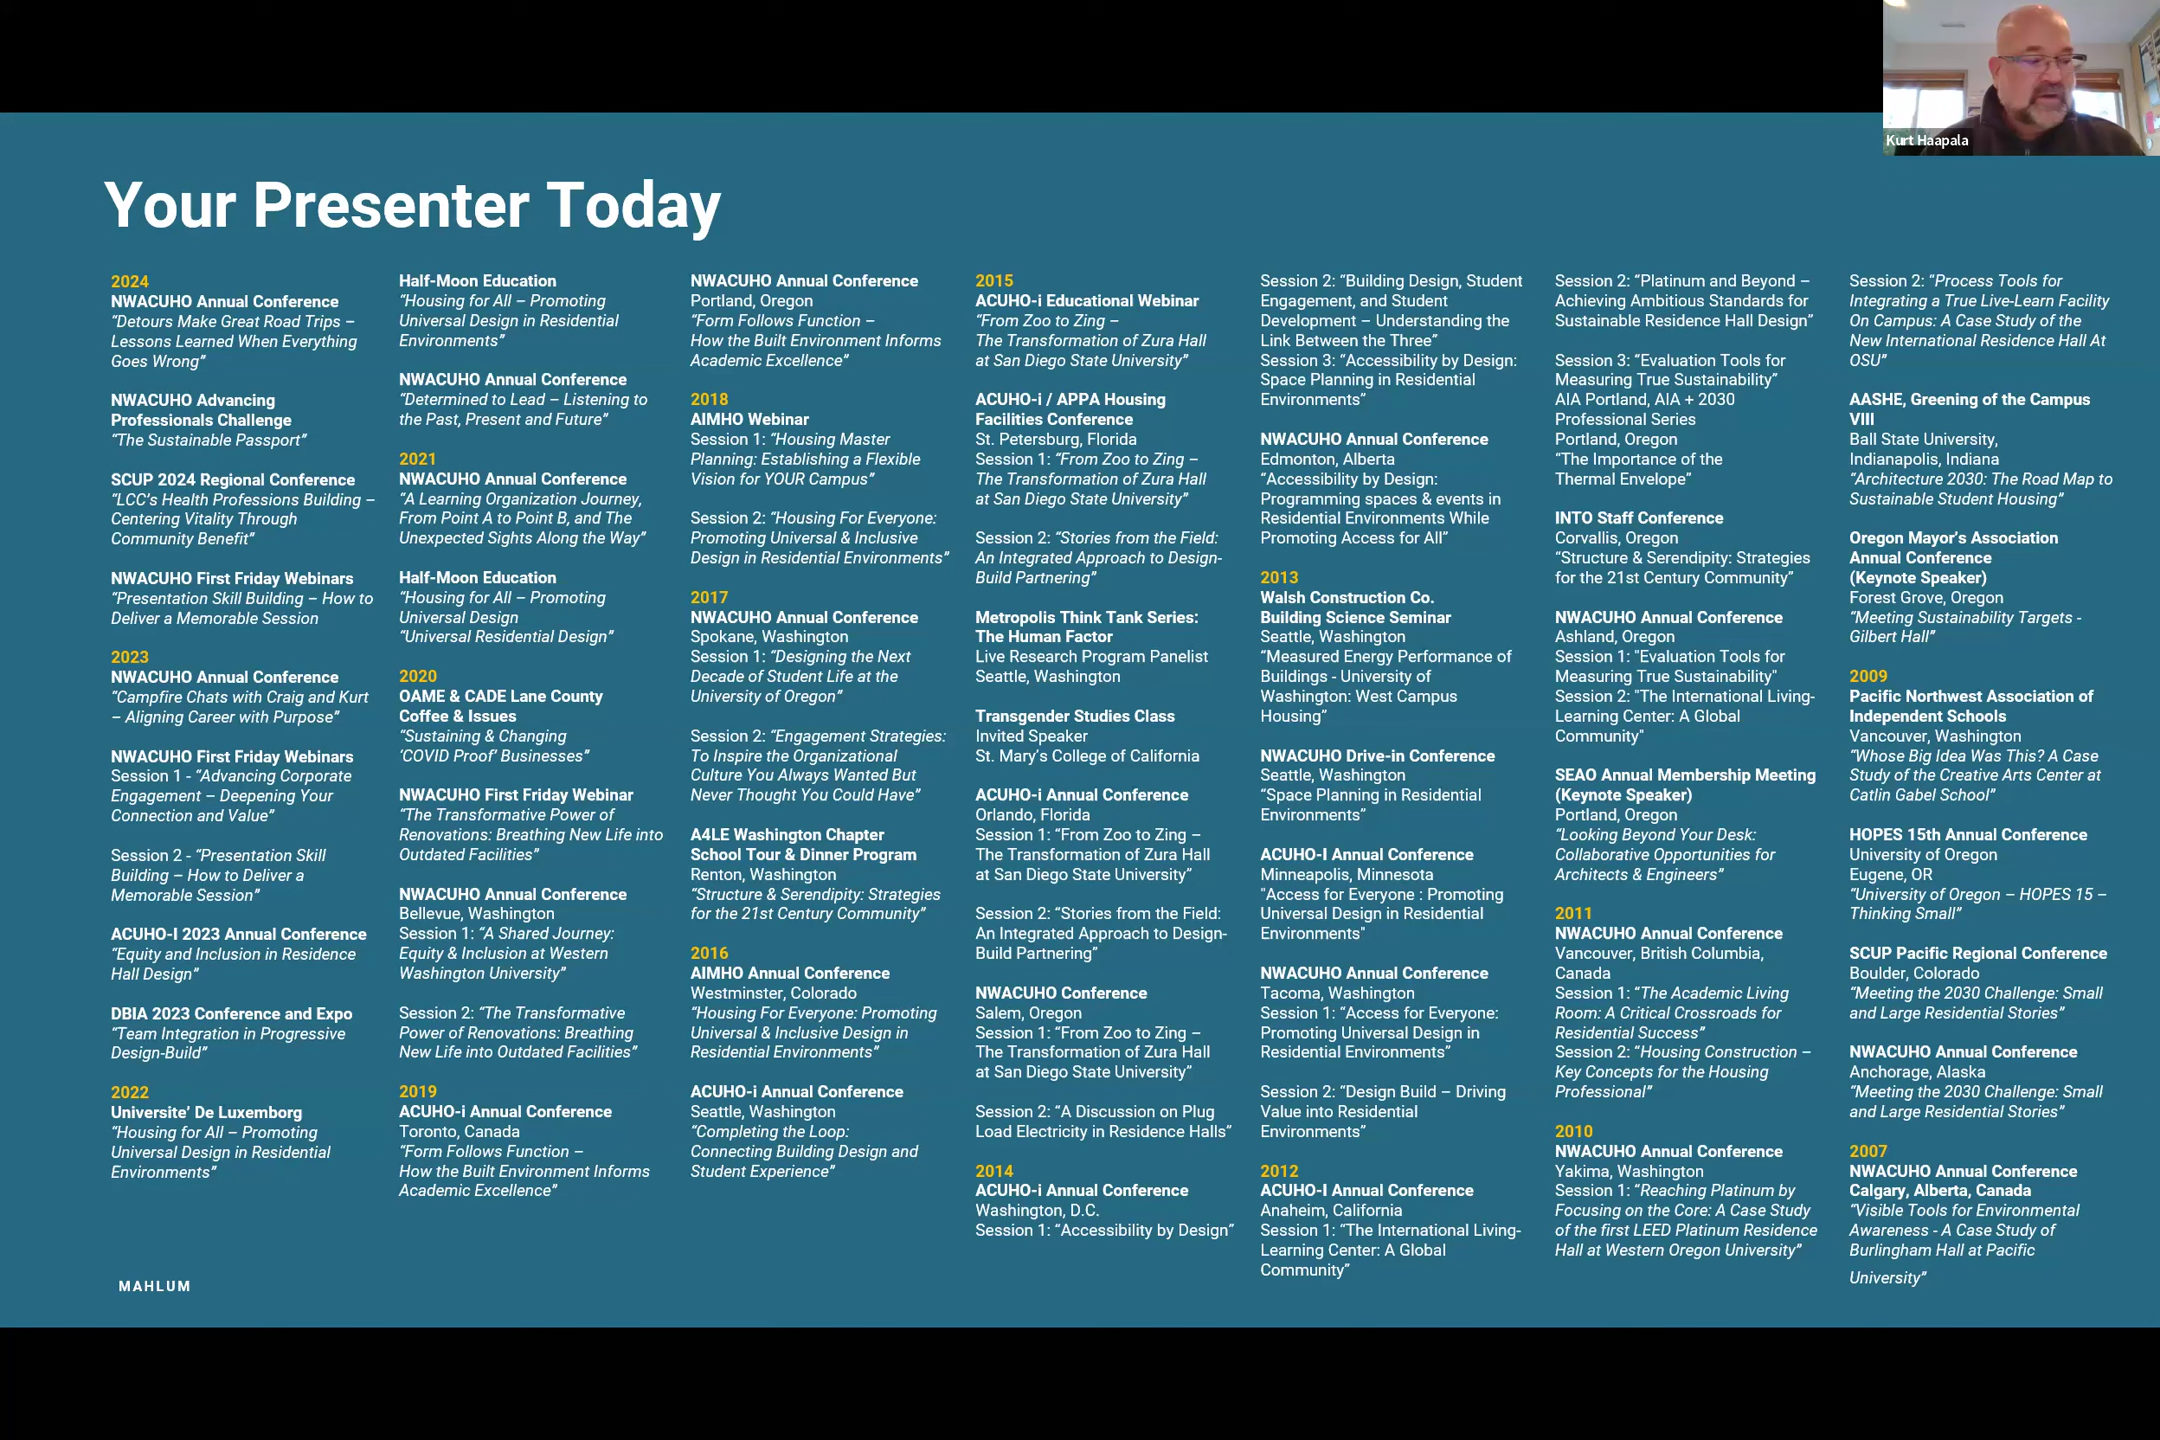 Kurt Haapala
Your Presenter Today
2024
NWACUHO Annual Conference
“Detours Make Great Road Trips –
Lessons Learned When Everything
Goes Wrong”
NWACUHO Advancing
Professionals Challenge
“The Sustainable Passport”
SCUP 2024 Regional Conference
“LCC’s Health Professions Building –
Centering Vitality Through
Community Benefit”
NWACUHO First Friday Webinars
“Presentation Skill Building – How to
Deliver a Memorable Session
2023
NWACUHO Annual Conference
“Campfire Chats with Craig and Kurt
– Aligning Career with Purpose”
NWACUHO First Friday Webinars
Session 1 - “Advancing Corporate
Engagement – Deepening Your
Connection and Value”
Session 2 - “Presentation Skill
Building – How to Deliver a
Memorable Session”
ACUHO-I 2023 Annual Conference
“Equity and Inclusion in Residence
Hall Design”
DBIA 2023 Conference and Expo
“Team Integration in Progressive
Design-Build”
2022
Universite’ De Luxemborg
“Housing for All – Promoting
Universal Design in Residential
Environments”
Half-Moon Education
“Housing for All – Promoting
Universal Design in Residential
Environments”
NWACUHO Annual Conference
“Determined to Lead – Listening to
the Past, Present and Future”
2021
NWACUHO Annual Conference
“A Learning Organization Journey,
From Point A to Point B, and The
Unexpected Sights Along the Way”
Half-Moon Education
“Housing for All – Promoting
Universal Design
“Universal Residential Design”
2020
OAME & CADE Lane County
Coffee & Issues
“Sustaining & Changing
‘COVID Proof’ Businesses”
NWACUHO First Friday Webinar
“The Transformative Power of
Renovations: Breathing New Life into
Outdated Facilities”
NWACUHO Annual Conference
Bellevue, Washington
Session 1: “A Shared Journey:
Equity & Inclusion at Western
Washington University”
Session 2: “The Transformative
Power of Renovations: Breathing
New Life into Outdated Facilities”
2019
ACUHO-i Annual Conference
Toronto, Canada
“Form Follows Function –
How the Built Environment Informs
Academic Excellence”
NWACUHO Annual Conference
Portland, Oregon
“Form Follows Function –
How the Built Environment Informs
Academic Excellence”
2018
AIMHO Webinar
Session 1: “Housing Master
Planning: Establishing a Flexible
Vision for YOUR Campus”
Session 2: “Housing For Everyone:
Promoting Universal & Inclusive
Design in Residential Environments”
2017
NWACUHO Annual Conference
Spokane, Washington
Session 1: “Designing the Next
Decade of Student Life at the
University of Oregon”
Session 2: “Engagement Strategies:
To Inspire the Organizational
Culture You Always Wanted But
Never Thought You Could Have”
A4LE Washington Chapter
School Tour & Dinner Program
Renton, Washington
“Structure & Serendipity: Strategies
for the 21st Century Community”
2016
AIMHO Annual Conference
Westminster, Colorado
“Housing For Everyone: Promoting
Universal & Inclusive Design in
Residential Environments”
ACUHO-i Annual Conference
Seattle, Washington
“Completing the Loop:
Connecting Building Design and
Student Experience”
2015
ACUHO-i Educational Webinar
“From Zoo to Zing –
The Transformation of Zura Hall
at San Diego State University”
ACUHO-i / APPA Housing
Facilities Conference
St. Petersburg, Florida
Session 1: “From Zoo to Zing –
The Transformation of Zura Hall
at San Diego State University”
Session 2: “Stories from the Field:
An Integrated Approach to Design-
Build Partnering”
Metropolis Think Tank Series:
The Human Factor
Live Research Program Panelist
Seattle, Washington
Transgender Studies Class
Invited Speaker
St. Mary’s College of California
ACUHO-i Annual Conference
Orlando, Florida
Session 1: “From Zoo to Zing –
The Transformation of Zura Hall
at San Diego State University”
Session 2: “Stories from the Field:
An Integrated Approach to Design-
Build Partnering”
NWACUHO Conference
Salem, Oregon
Session 1: “From Zoo to Zing –
The Transformation of Zura Hall
at San Diego State University”
Session 2: “A Discussion on Plug
Load Electricity in Residence Halls”
2014
ACUHO-i Annual Conference
Washington, D.C.
Session 1: “Accessibility by Design”
Session 2: “Building Design, Student
Engagement, and Student
Development – Understanding the
Link Between the Three”
Session 3: “Accessibility by Design:
Space Planning in Residential
Environments”
NWACUHO Annual Conference
Edmonton, Alberta
“Accessibility by Design:
Programming spaces & events in
Residential Environments While
Promoting Access for All”
2013
Walsh Construction Co.
Building Science Seminar
Seattle, Washington
“Measured Energy Performance of
Buildings - University of
Washington: West Campus
Housing”
NWACUHO Drive-in Conference
Seattle, Washington
“Space Planning in Residential
Environments”
ACUHO-I Annual Conference
Minneapolis, Minnesota
"Access for Everyone : Promoting
Universal Design in Residential
Environments"
NWACUHO Annual Conference
Tacoma, Washington
Session 1: “Access for Everyone:
Promoting Universal Design in
Residential Environments”
Session 2: “Design Build – Driving
Value into Residential
Environments”
2012
ACUHO-I Annual Conference
Anaheim, California
Session 1: “The International Living-
Learning Center: A Global
Community”
Session 2: “Platinum and Beyond –
Achieving Ambitious Standards for
Sustainable Residence Hall Design”
Session 3: “Evaluation Tools for
Measuring True Sustainability”
AIA Portland, AIA + 2030
Professional Series
Portland, Oregon
“The Importance of the
Thermal Envelope”
INTO Staff Conference
Corvallis, Oregon
“Structure & Serendipity: Strategies
for the 21st Century Community”
NWACUHO Annual Conference
Ashland, Oregon
Session 1: "Evaluation Tools for
Measuring True Sustainability"
Session 2: "The International Living-
Learning Center: A Global
Community"
SEAO Annual Membership Meeting
(Keynote Speaker)
Portland, Oregon
“Looking Beyond Your Desk:
Collaborative Opportunities for
Architects & Engineers”
2011
NWACUHO Annual Conference
Vancouver, British Columbia,
Canada
Session 1: “The Academic Living
Room: A Critical Crossroads for
Residential Success”
Session 2: “Housing Construction –
Key Concepts for the Housing
Professional”
2010
NWACUHO Annual Conference
Yakima, Washington
Session 1: “Reaching Platinum by
Focusing on the Core: A Case Study
of the first LEED Platinum Residence
Hall at Western Oregon University”
Session 2: “Process Tools for
Integrating a True Live-Learn Facility
On Campus: A Case Study of the
New International Residence Hall At
OSU”
AASHE, Greening of the Campus
VIII
Ball State University,
Indianapolis, Indiana
“Architecture 2030: The Road Map to
Sustainable Student Housing”
Oregon Mayor’s Association
Annual Conference
(Keynote Speaker)
Forest Grove, Oregon
“Meeting Sustainability Targets -
Gilbert Hall”
2009
Pacific Northwest Association of
Independent Schools
Vancouver, Washington
“Whose Big Idea Was This? A Case
Study of the Creative Arts Center at
Catlin Gabel School”
HOPES 15th Annual Conference
University of Oregon
Eugene, OR
“University of Oregon – HOPES 15 –
Thinking Small”
SCUP Pacific Regional Conference
Boulder, Colorado
“Meeting the 2030 Challenge: Small
and Large Residential Stories”
NWACUHO Annual Conference
Anchorage, Alaska
“Meeting the 2030 Challenge: Small
and Large Residential Stories”
2007
NWACUHO Annual Conference
Calgary, Alberta, Canada
“Visible Tools for Environmental
Awareness - A Case Study of
Burlingham Hall at Pacific
University”
MAHLUM